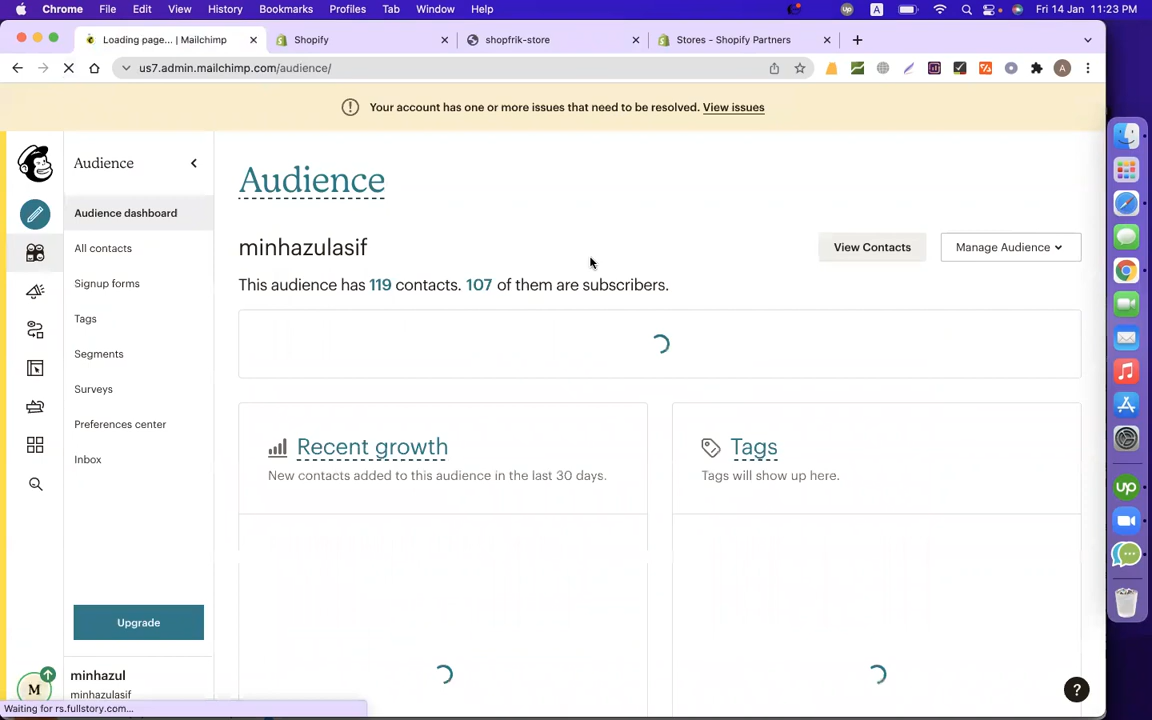 Chrome File Edit View History Bookmarks Profiles Tab Window Help
A Fri 14 Jan 11:23 PM
Loading page... | Mailchimp
Shopify
shopfrik-store
Stores - Shopify Partners
us7.admin.mailchimp.com/audience/
A
Your account has one or more issues that need to be resolved. View issues
Audience
Audience dashboard
All contacts
Signup forms
Tags
Segments
Surveys
Preferences center
Inbox
Upgrade
M
minhazul
minhazulasif
Audience
minhazulasif
View Contacts
Manage Audience
This audience has 119 contacts. 107 of them are subscribers.
Recent growth
New contacts added to this audience in the last 30 days.
Tags
Tags will show up here.
?
up
Waiting for rs.fullstory.com...